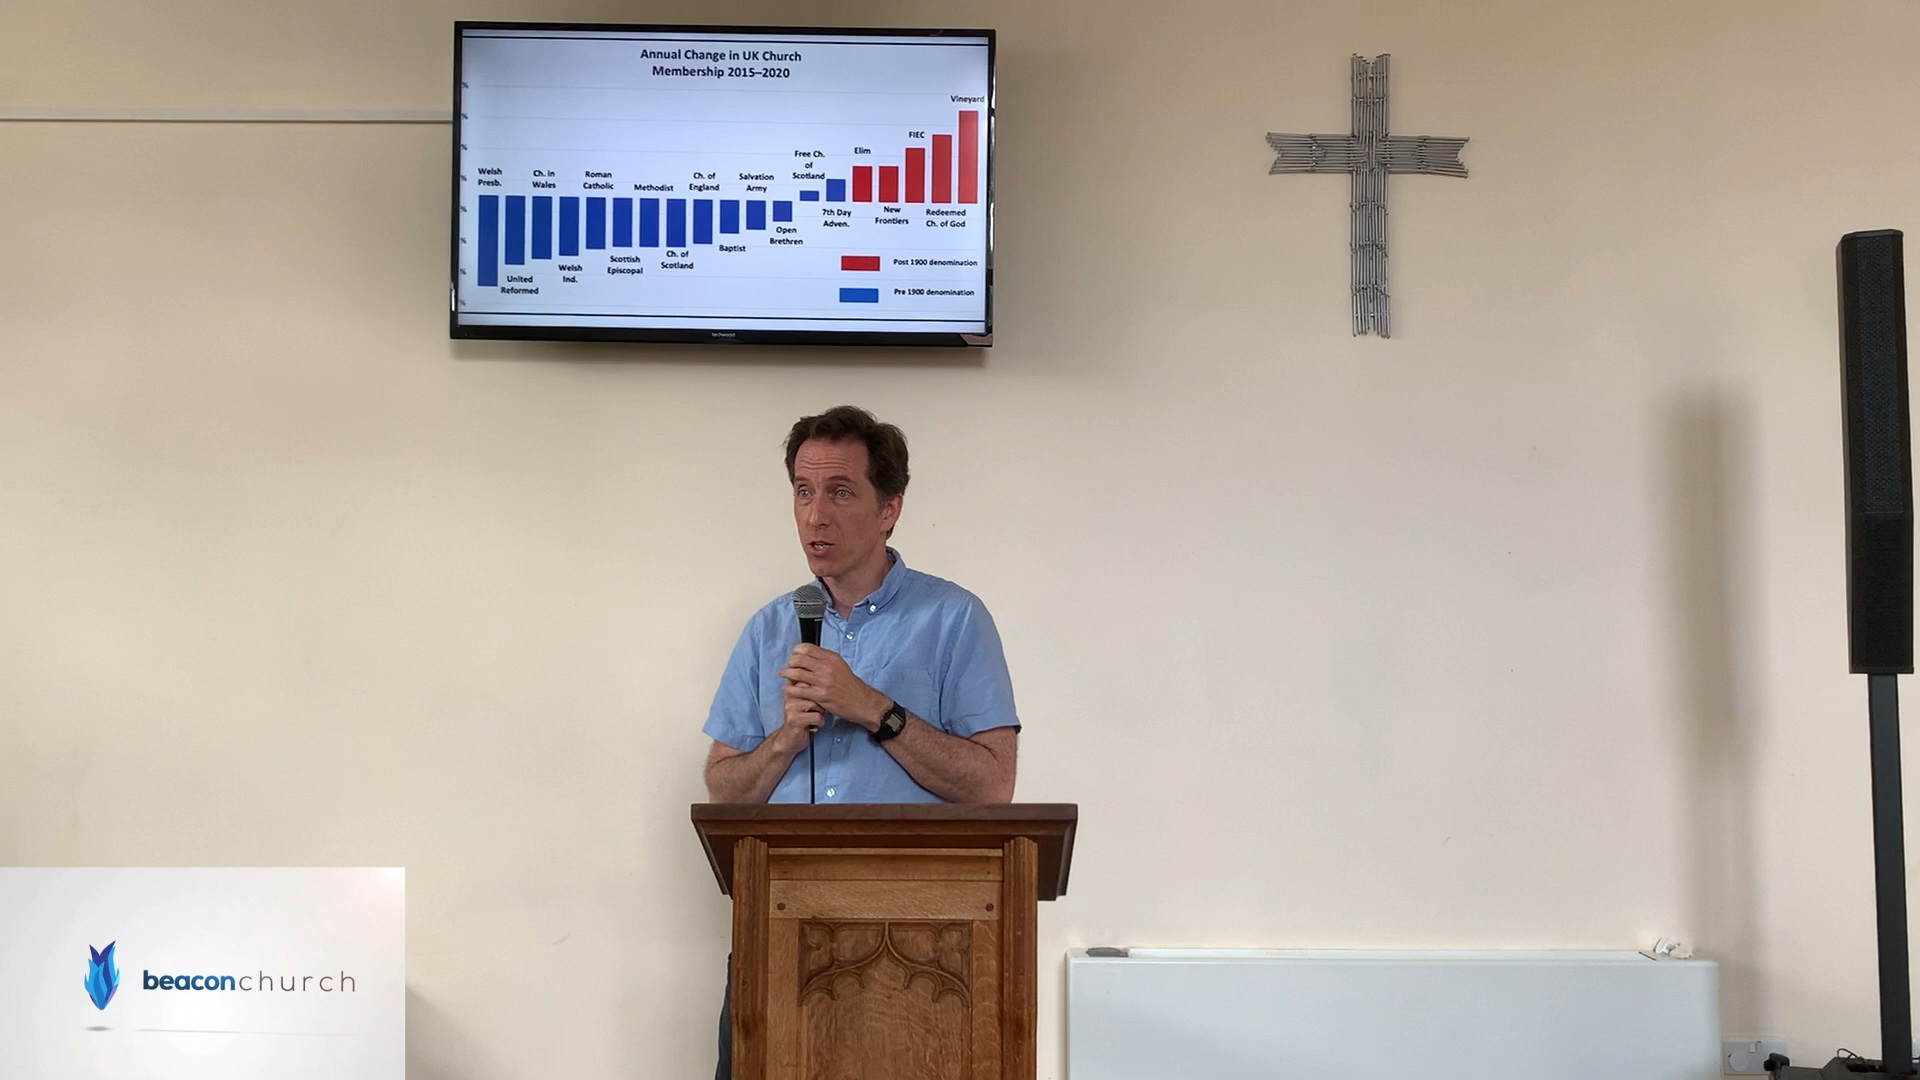 Annual Change in UK Church
Membership 2015–2020
Vineyard
FIEC
Elim
Free Ch.
of
Scotland
Welsh
Presb.
Ch. in
Wales
Roman
Catholic
Methodist
Ch. of
England
Salvation
Army
7th Day
Adven.
New
Frontiers
Redeemed
Ch. of God
Open
Brethren
Baptist
Ch. of
Scotland
Scottish
Episcopal
Welsh
Ind.
United
Reformed
Post 1900 denomination
Pre 1900 denomination
techwood
beaconchurch